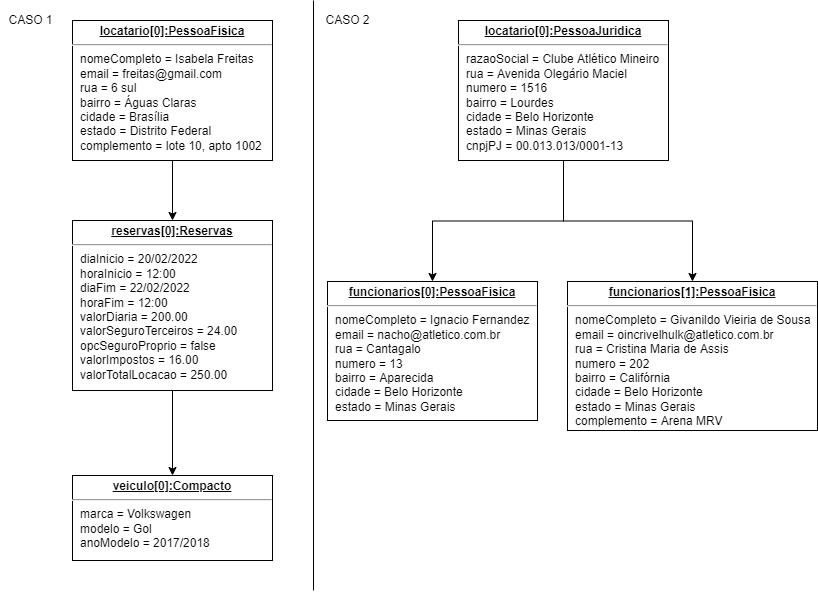 CASO 1
locatario[0]:PessoaFisica
nomeCompleto = Isabela Freitas
email = freitas@gmail.com
rua = 6 sul
bairro = Águas Claras
cidade = Brasília
estado = Distrito Federal
complemento = lote 10, apto 1002
reservas[0]:Reservas
diaInicio = 20/02/2022
horaInicio = 12:00
diaFim = 22/02/2022
horaFim = 12:00
valorDiaria = 200.00
valorSeguroTerceiros = 24.00
opcSeguroProprio = false
valorImpostos = 16.00
valorTotalLocacao = 250.00
veiculo[0]:Compacto
marca = Volkswagen
modelo = Gol
anoModelo = 2017/2018
CASO 2
locatario[0]:PessoaJuridica
razaoSocial = Clube Atlético Mineiro
rua = Avenida Olegário Maciel
numero = 1516
bairro = Lourdes
cidade = Belo Horizonte
estado = Minas Gerais
cnpjPJ = 00.013.013/0001-13
funcionarios[0]:PessoaFisica
nomeCompleto = Ignacio Fernandez
email = nacho@atletico.com.br
rua = Cantagalo
numero = 13
bairro = Aparecida
cidade = Belo Horizonte
estado = Minas Gerais
funcionarios[1]:PessoaFisica
nomeCompleto = Givanildo Vieiria de Sousa
email = oincrivelhulk@atletico.com.br
rua = Cristina Maria de Assis
numero = 202
bairro = Califórnia
cidade = Belo Horizonte
estado = Minas Gerais
complemento = Arena MRV